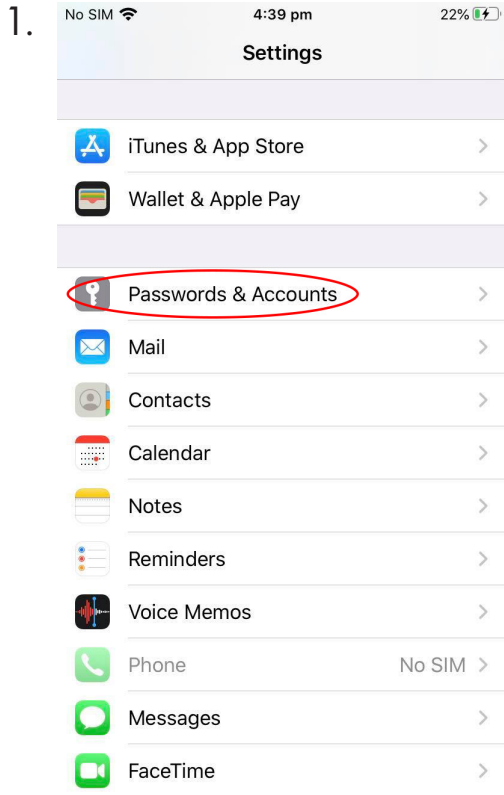 1.
No SIM 4:39 pm 22%
Settings
iTunes & App Store
Wallet & Apple Pay
Passwords & Accounts
Mail
Contacts
Calendar
Notes
Reminders
Voice Memos
Phone No SIM
Messages
FaceTime